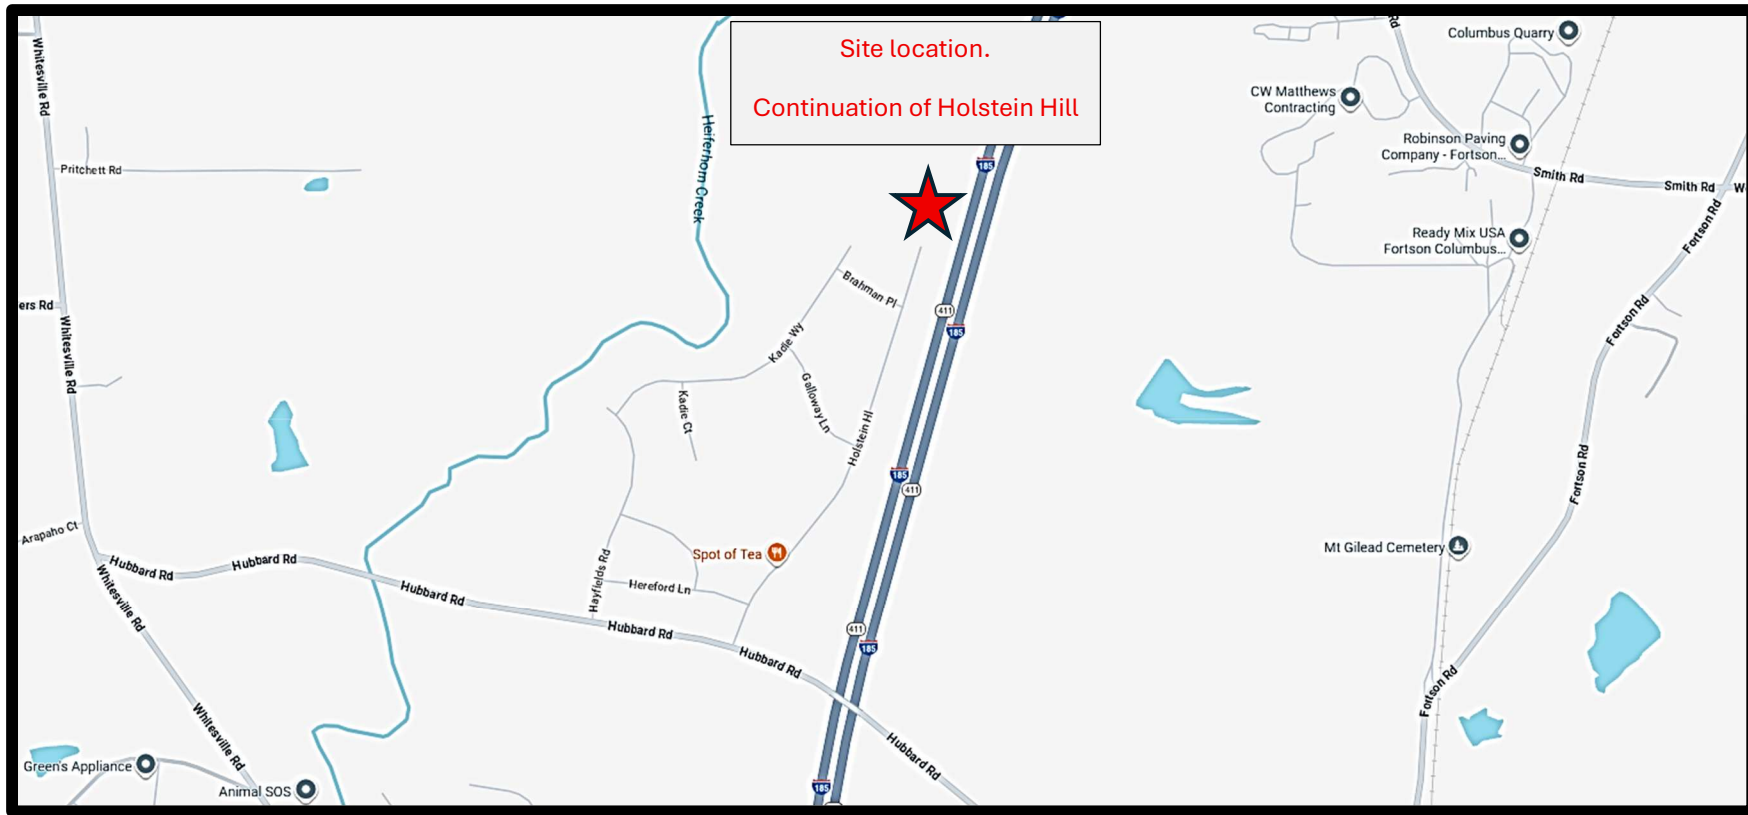 Site location.
Continuation of Holstein Hill
Whitesville Rd
Pritchett Rd
Heiferhorn Creek
185
Rd
Columbus Quarry
CW Matthews
Contracting
Robinson Paving
Company - Fortson...
Smith Rd
Smith Rd
W
Fortson Rd
Ready Mix USA
Fortson Columbus...
ers Rd
Whitesville Rd
Brahman Pl
411
185
Kadie Wy
Fortson Rd
Kadie Ct
Galloway Ln
Holstein Hl
185
411
Fortson Rd
Arapaho Ct
Hubbard Rd
Hubbard Rd
Spot of Tea
Mt Gilead Cemetery
Whitesville Rd
Hubbard Rd
Hayfields Rd
Hereford Ln
Hubbard Rd
411
185
Hubbard Rd
Fortson Rd
Whitesville Rd
Hubbard Rd
Green's Appliance
Animal SOS
185